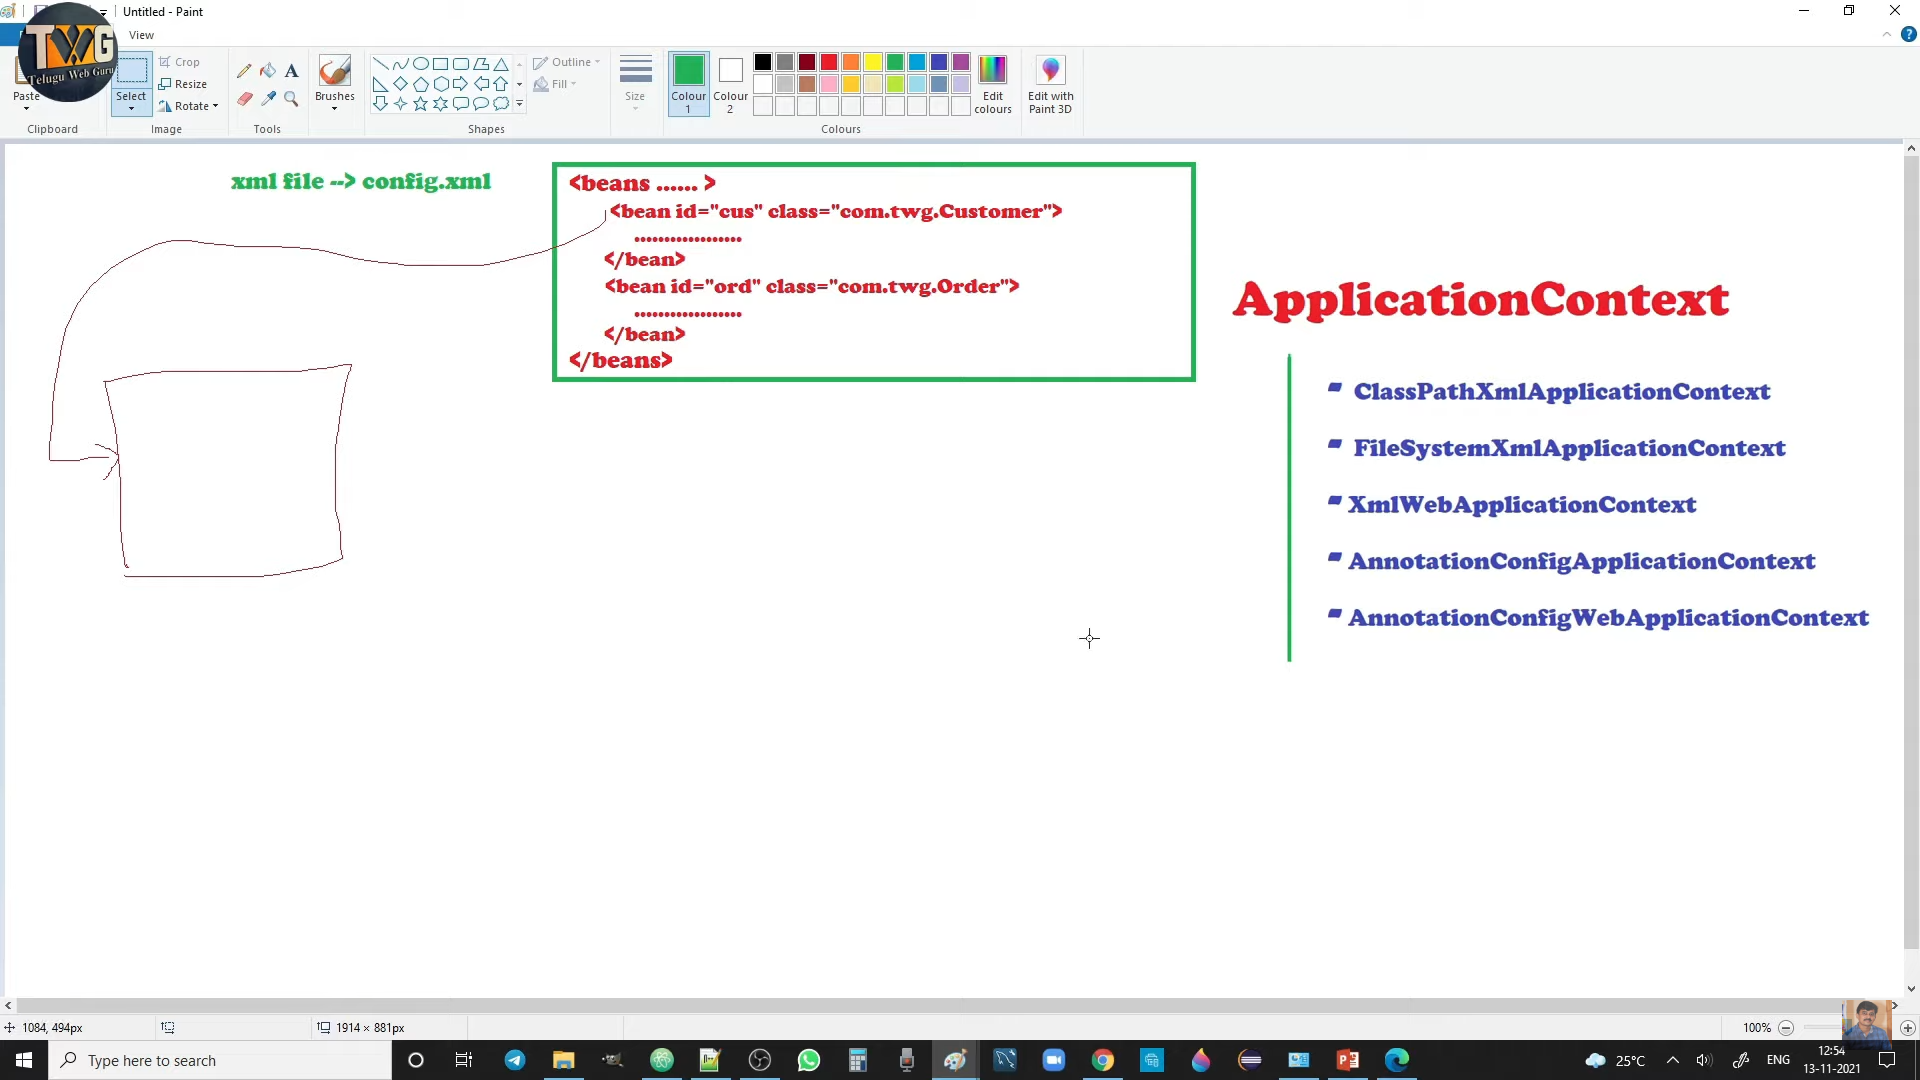 Untitled - Paint
TWG
Telugu Web Guru
View
Paste
Select
Crop
Resize
Rotate
Brushes
Outline
Fill
Size
Colour
1
Colour
2
Edit
colours
Edit with
Paint 3D
Clipboard
Image
Tools
Shapes
Colours
xml file --> config.xml
<beans ...... >
<bean id="cus" class="com.twg.Customer">
..................
</bean>
<bean id="ord" class="com.twg.Order">
..................
</bean>
</beans>
ApplicationContext
- ClassPathXmlApplicationContext
- FileSystemXmlApplicationContext
- XmlWebApplicationContext
- AnnotationConfigApplicationContext
- AnnotationConfigWebApplicationContext
1084, 494px
1914 × 881px
100%
Type here to search
25°C
ENG
12:54
13-11-2021